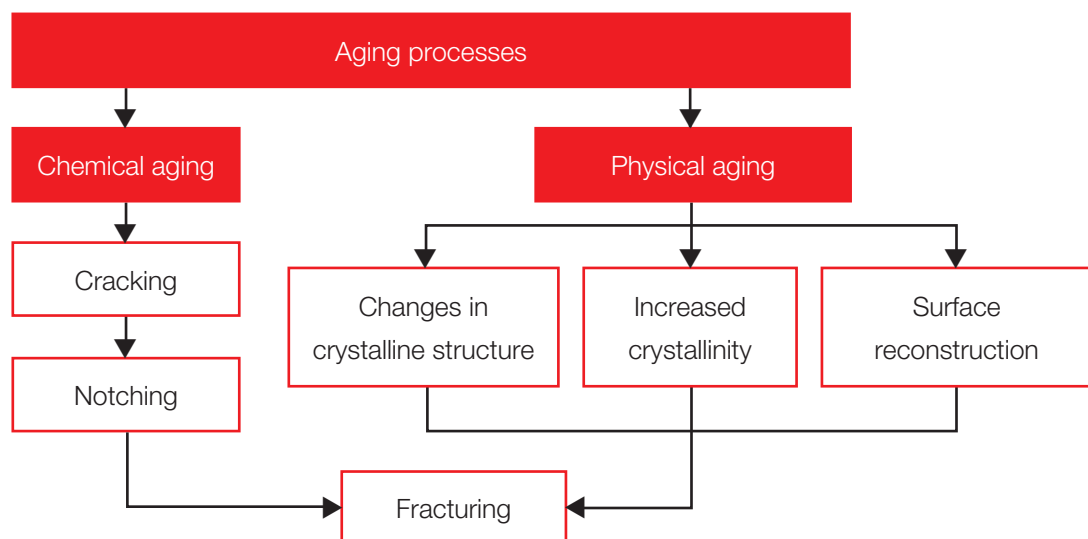 Aging processes
Chemical aging
Physical aging
Cracking
Changes in
crystalline structure
Increased
crystallinity
Surface
reconstruction
Notching
Fracturing